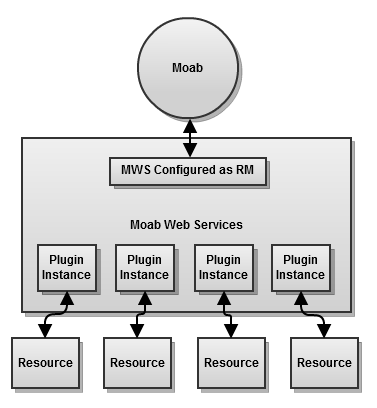 Moab
MWS Configured as RM
Moab Web Services
Plugin Instance
Plugin Instance
Plugin Instance
Plugin Instance
Resource
Resource
Resource
Resource